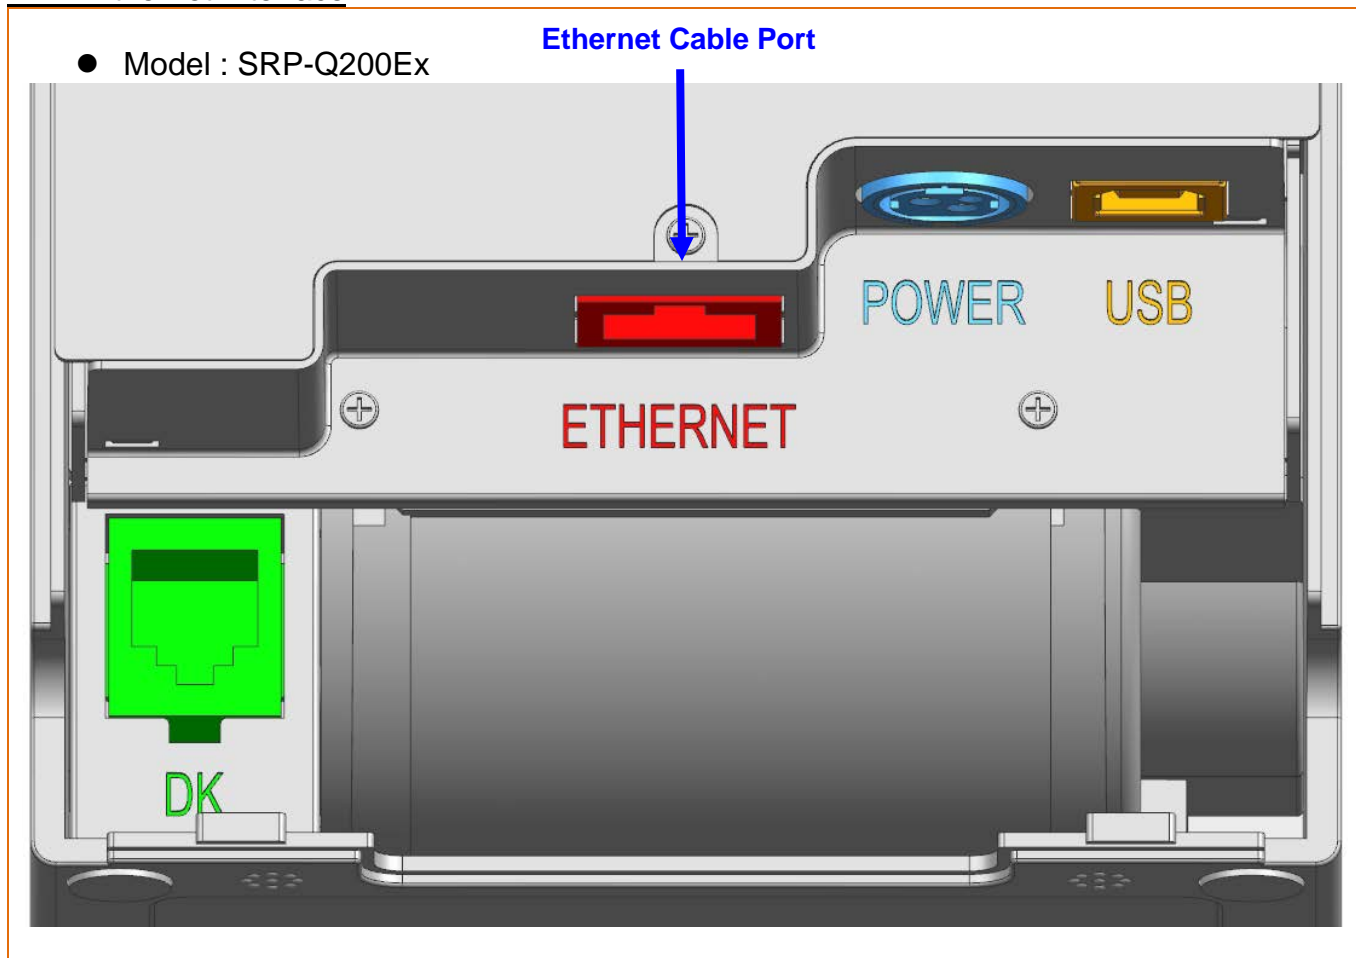 Ethernet Cable Port
● Model : SRP-Q200Ex
POWER USB
ETHERNET
DK